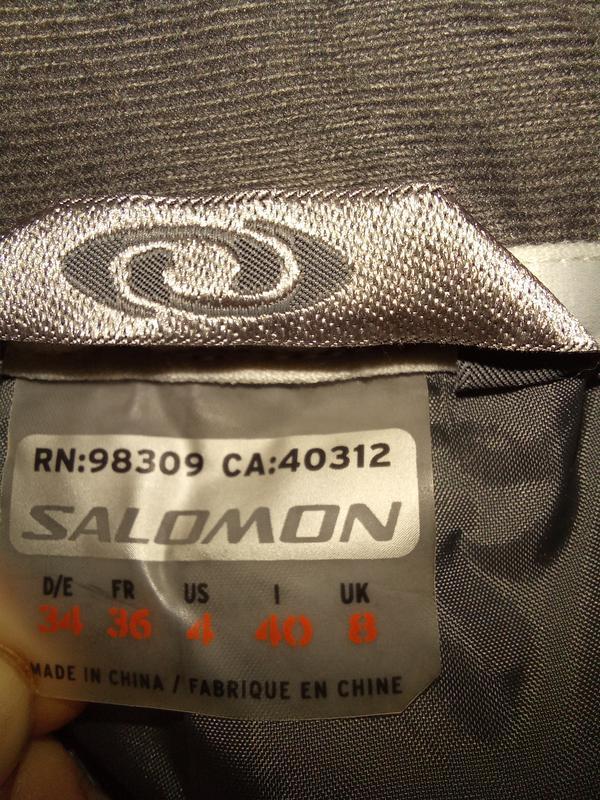 RN:98309 CA:40312
SALOMON
D/E FR US I UK
34 36 4 40 8
MADE IN CHINA / FABRIQUE EN CHINE